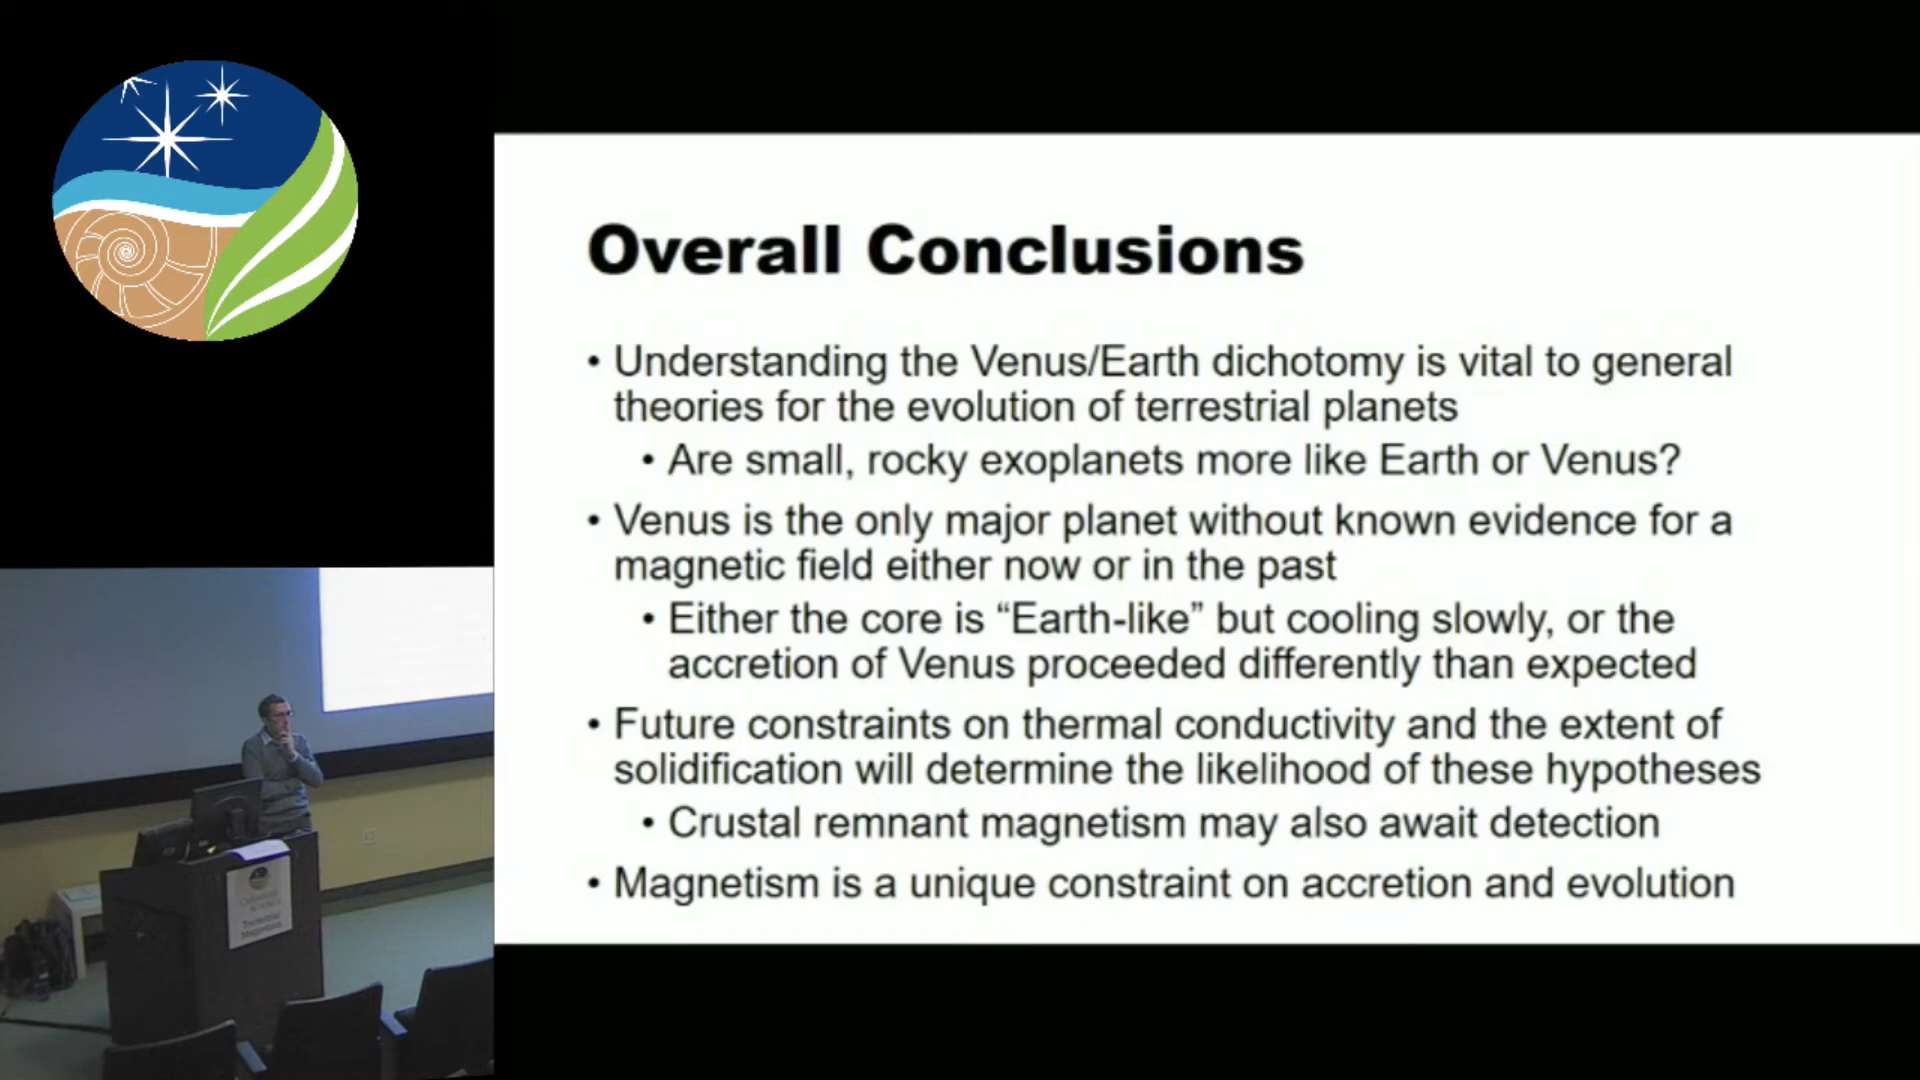 Overall Conclusions
• Understanding the Venus/Earth dichotomy is vital to general
theories for the evolution of terrestrial planets
• Are small, rocky exoplanets more like Earth or Venus?
• Venus is the only major planet without known evidence for a
magnetic field either now or in the past
• Either the core is “Earth-like” but cooling slowly, or the
accretion of Venus proceeded differently than expected
• Future constraints on thermal conductivity and the extent of
solidification will determine the likelihood of these hypotheses
• Crustal remnant magnetism may also await detection
• Magnetism is a unique constraint on accretion and evolution
Terrestrial
Magnetism